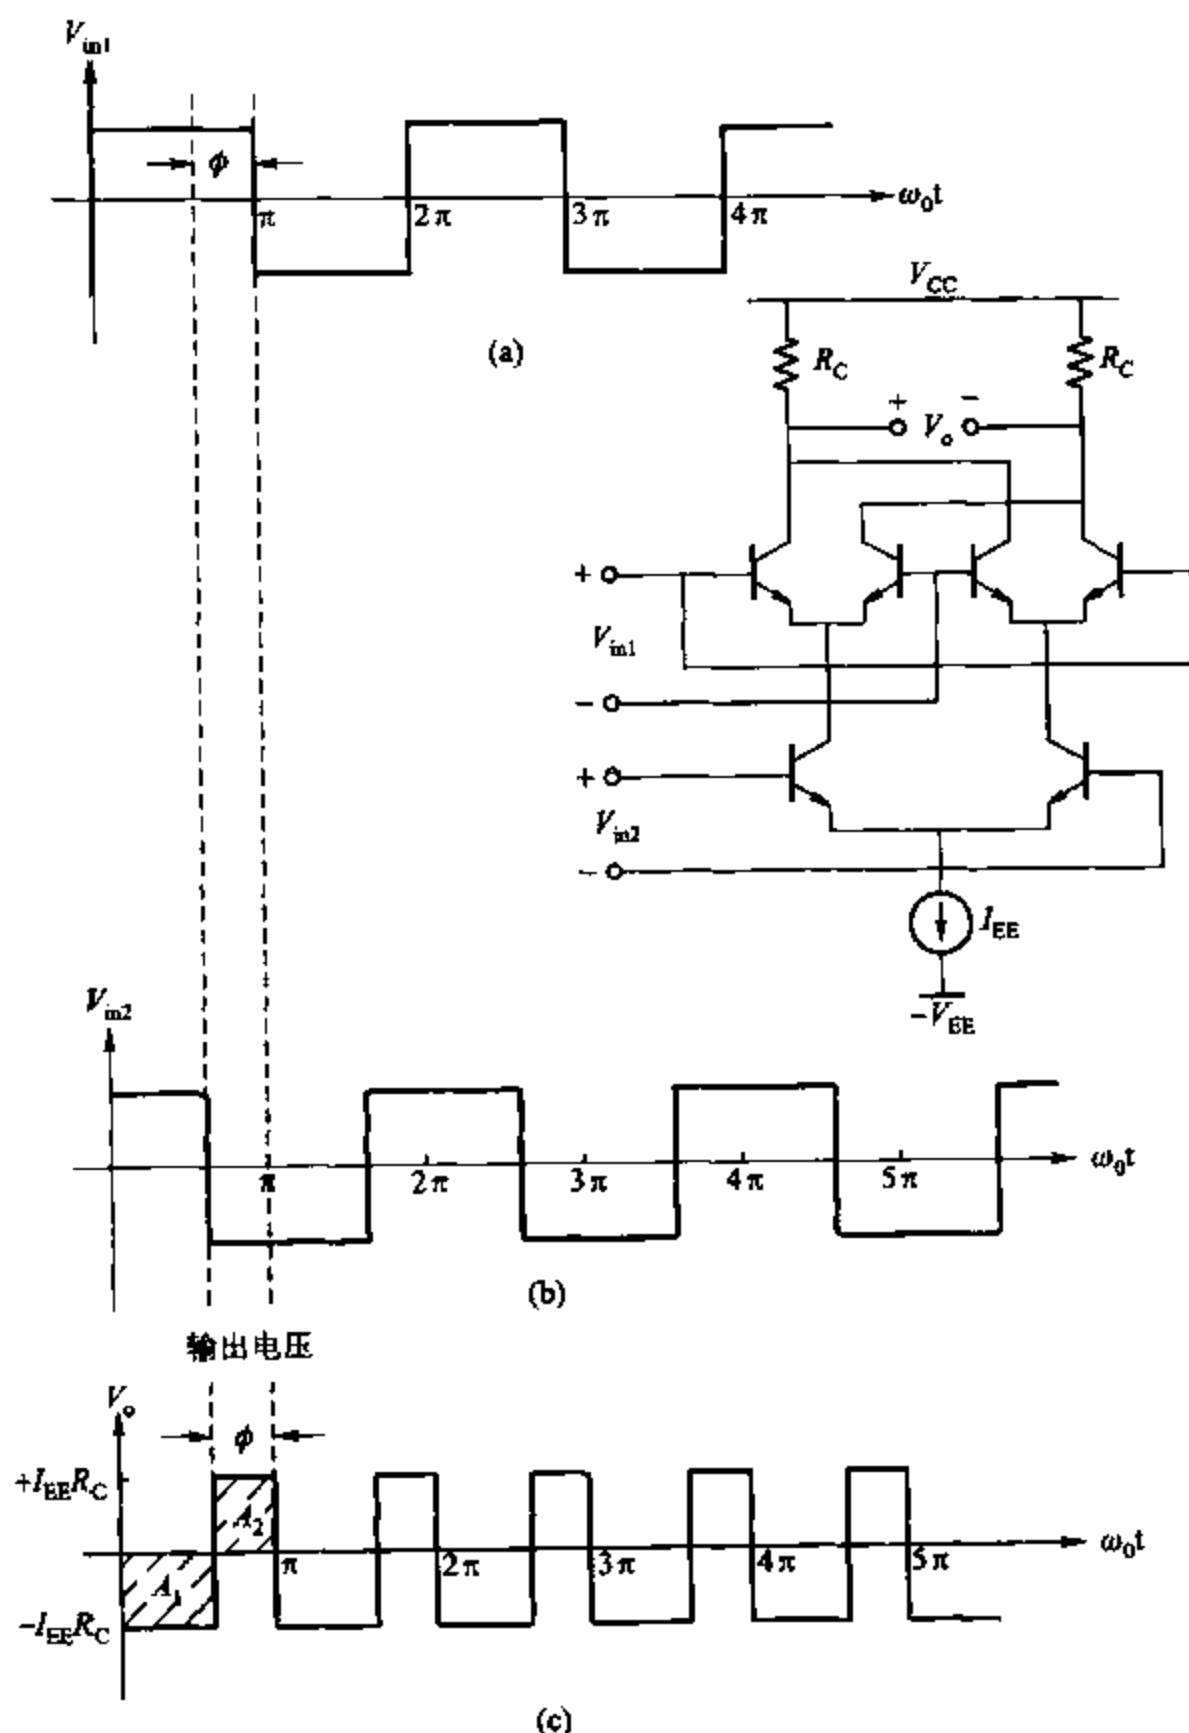 V_in1
ϕ
π 2π 3π 4π ω₀t
(a)
V_CC
R_C R_C
+ V_o −
+
V_in1
−
+
V_in2
−
I_EE
−V_EE
V_in2
π 2π 3π 4π 5π ω₀t
(b)
输出电压
V_o
ϕ
+I_EE R_C
A₂
π 2π 3π 4π 5π ω₀t
A₁
−I_EE R_C
(c)